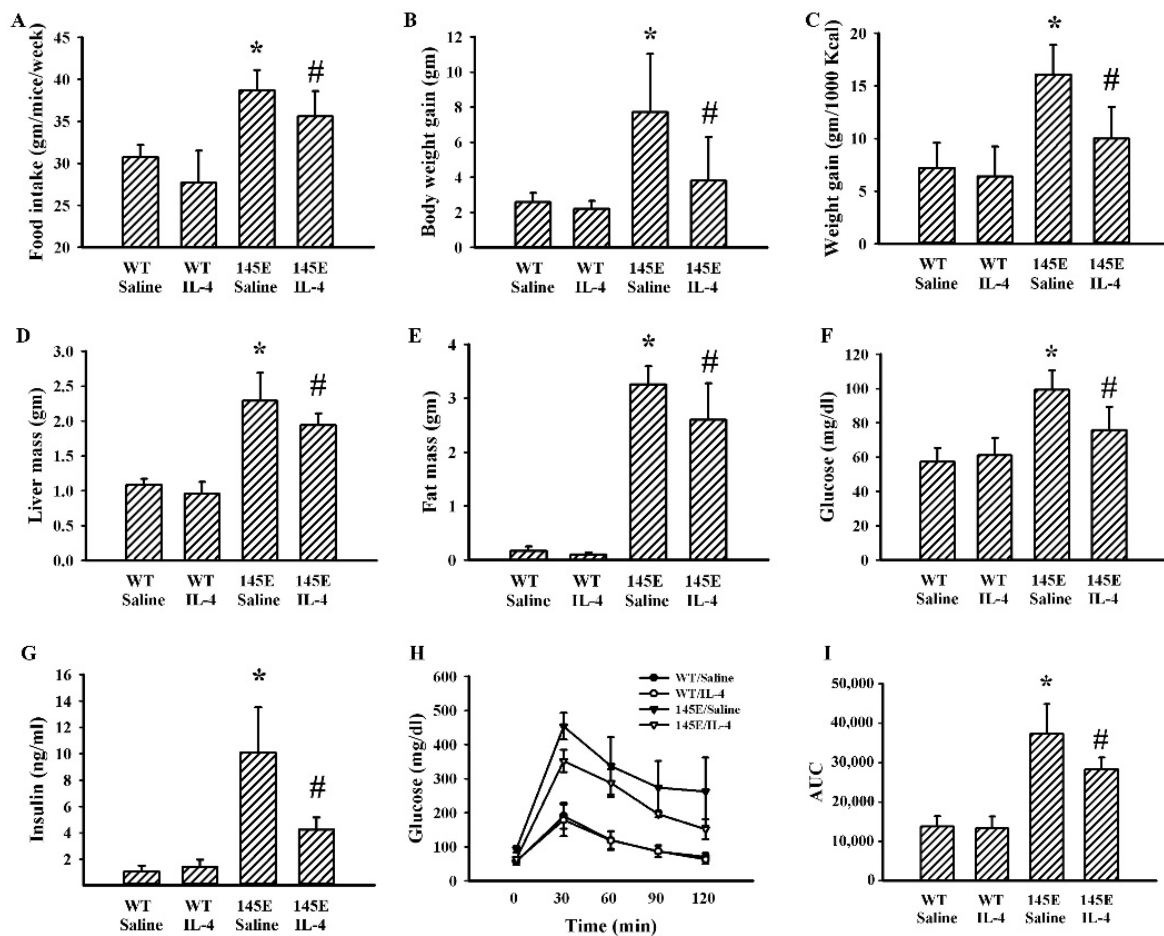 A
Food intake (gm/mice/week)
45
40
35
30
25
20
*
#
WT Saline
WT IL-4
145E Saline
145E IL-4
B
Body weight gain (gm)
12
10
8
6
4
2
0
*
#
WT Saline
WT IL-4
145E Saline
145E IL-4
C
Weight gain (gm/1000 Kcal)
20
15
10
5
0
*
#
WT Saline
WT IL-4
145E Saline
145E IL-4
D
Liver mass (gm)
3.0
2.5
2.0
1.5
1.0
0.5
0.0
*
#
WT Saline
WT IL-4
145E Saline
145E IL-4
E
Fat mass (gm)
4
3
2
1
0
*
#
WT Saline
WT IL-4
145E Saline
145E IL-4
F
Glucose (mg/dl)
120
100
80
60
40
20
0
*
#
WT Saline
WT IL-4
145E Saline
145E IL-4
G
Insulin (ng/ml)
16
14
12
10
8
6
4
2
*
#
WT Saline
WT IL-4
145E Saline
145E IL-4
H
Glucose (mg/dl)
600
500
400
300
200
100
0
WT/Saline
WT/IL-4
145E/Saline
145E/IL-4
0 30 60 90 120
Time (min)
I
AUC
50,000
40,000
30,000
20,000
10,000
0
*
#
WT Saline
WT IL-4
145E Saline
145E IL-4